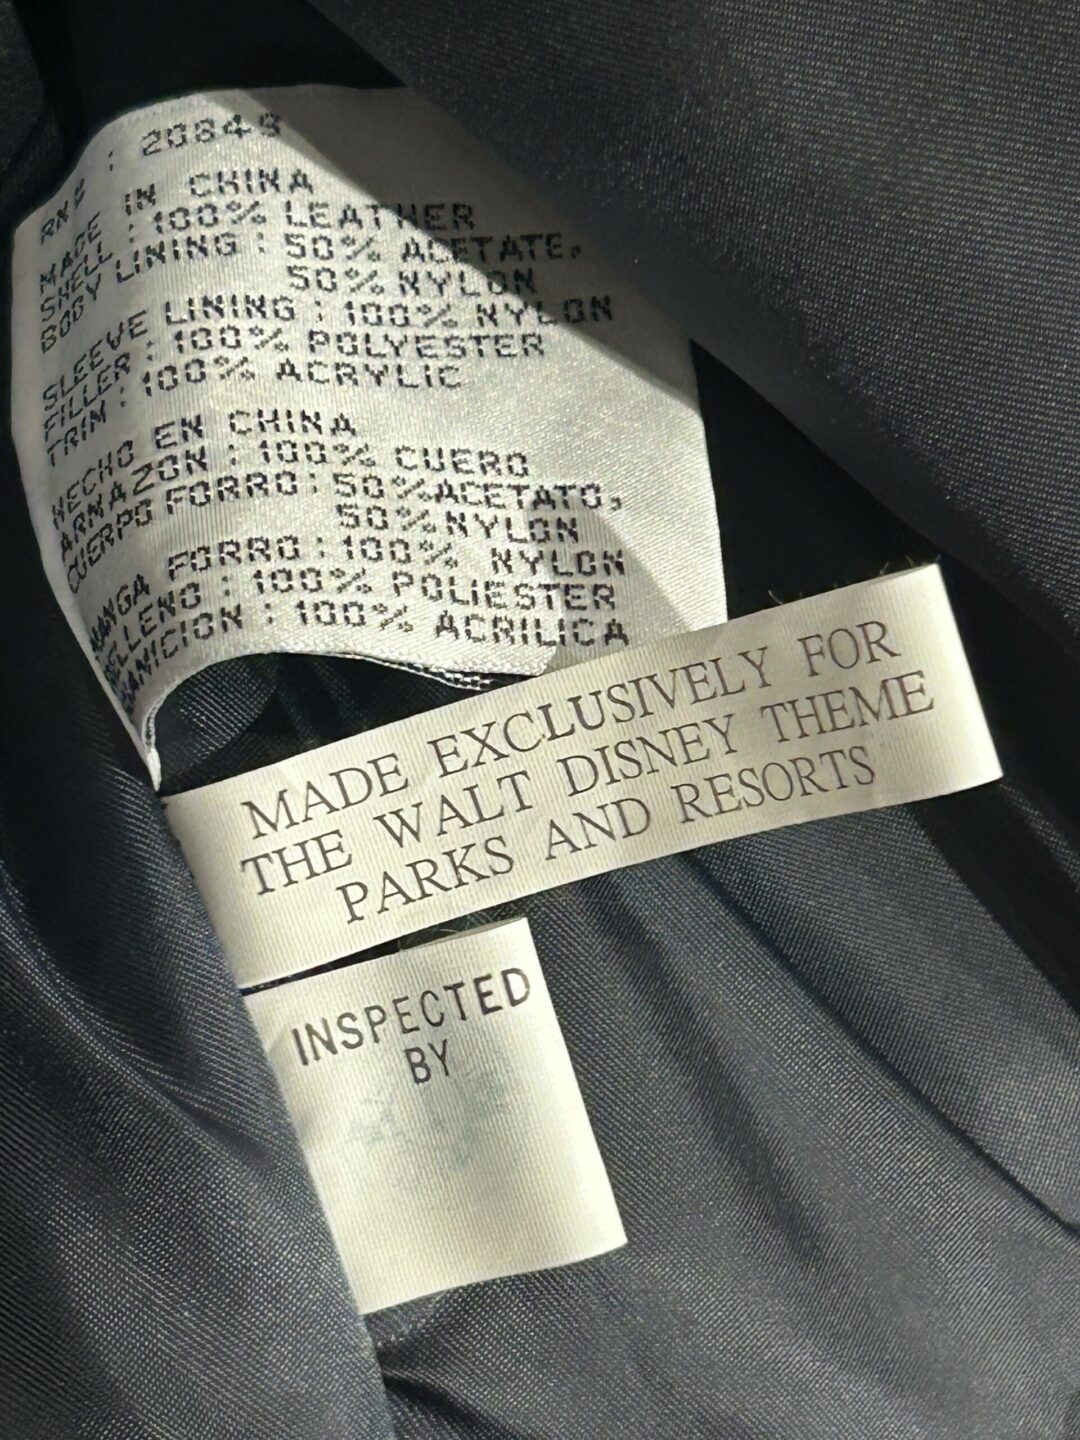 RN# : 20849
MADE IN CHINA
SHELL : 100% LEATHER
BODY LINING : 50% ACETATE,
50% NYLON
SLEEVE LINING : 100% NYLON
FILLER : 100% POLYESTER
TRIM : 100% ACRYLIC
HECHO EN CHINA
ARMAZON : 100% CUERO
CUERPO FORRO : 50% ACETATO,
50% NYLON
MANGA FORRO : 100% NYLON
RELLENO : 100% POLIESTER
GUANICION : 100% ACRILICA
MADE EXCLUSIVELY FOR
THE WALT DISNEY THEME
PARKS AND RESORTS
INSPECTED
BY